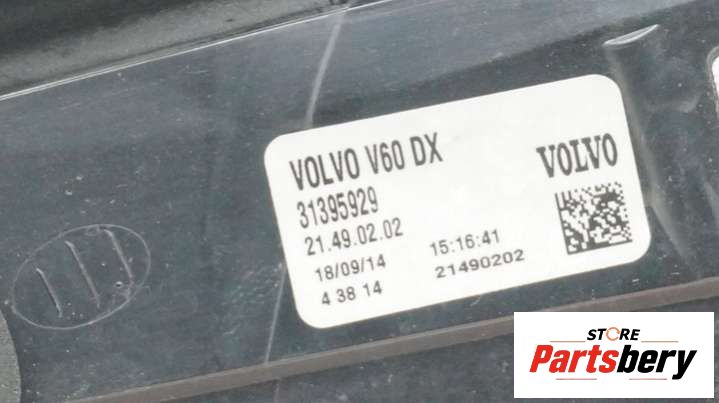 VOLVO V60 DX
VOLVO
31395929
21.49.02.02
18/09/14 15:16:41
4 38 14 21490202
STORE
Partsbery